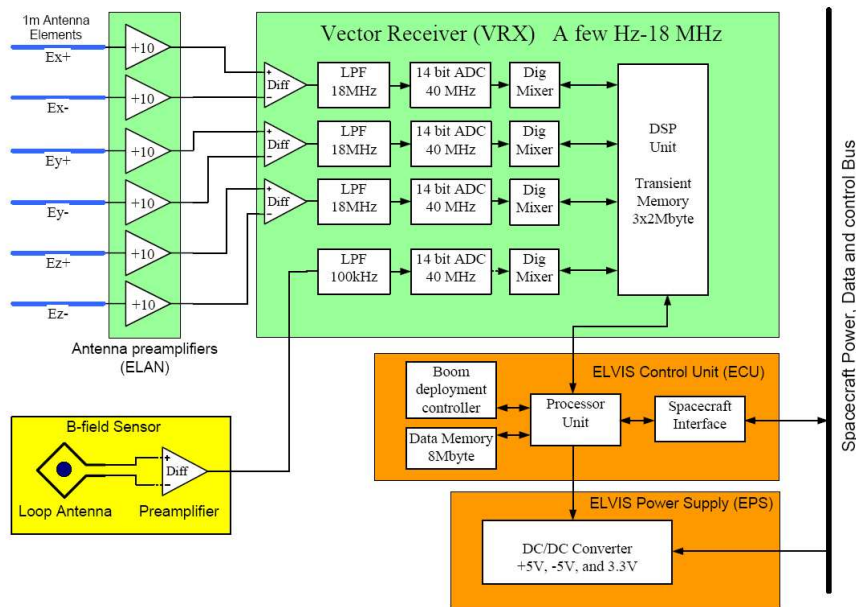 1m Antenna
Elements
Ex+
Ex-
Ey+
Ey-
Ez+
Ez-
+10
+10
+10
+10
+10
+10
Antenna preamplifiers
(ELAN)
Vector Receiver (VRX) A few Hz-18 MHz
+
Diff
−
LPF
18MHz
14 bit ADC
40 MHz
Dig
Mixer
+
Diff
−
LPF
18MHz
14 bit ADC
40 MHz
Dig
Mixer
+
Diff
−
LPF
18MHz
14 bit ADC
40 MHz
Dig
Mixer
LPF
100kHz
14 bit ADC
40 MHz
Dig
Mixer
DSP
Unit
Transient
Memory
3x2Mbyte
B-field Sensor
+
Diff
−
Loop Antenna
Preamplifier
ELVIS Control Unit (ECU)
Boom
deployment
controller
Data Memory
8Mbyte
Processor
Unit
Spacecraft
Interface
ELVIS Power Supply (EPS)
DC/DC Converter
+5V, -5V, and 3.3V
Spacecraft Power, Data and control Bus